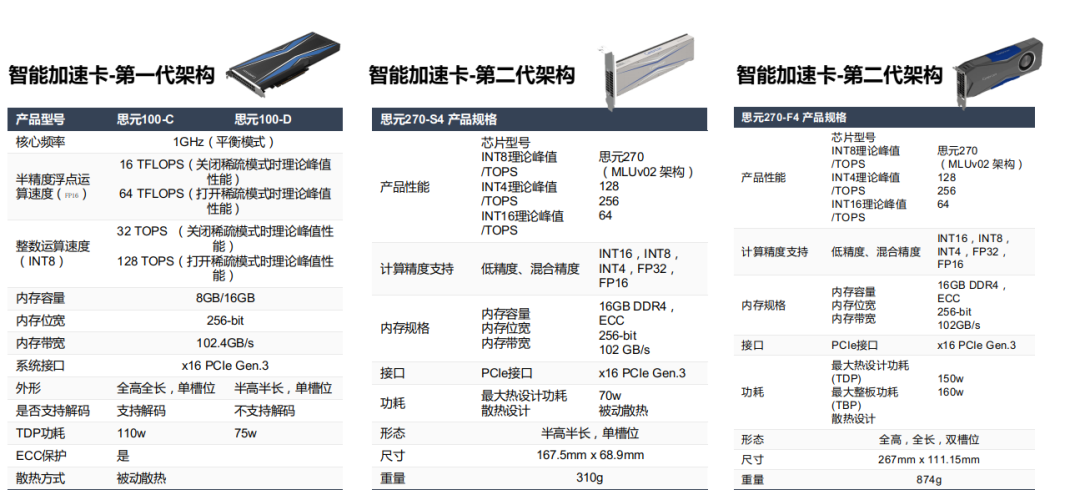 智能加速卡-第一代架构
产品型号 思元100-C 思元100-D
核心频率 1GHz（平衡模式）
半精度浮点运算速度（FP16） 16 TFLOPS（关闭稀疏模式时理论峰值性能）
64 TFLOPS（打开稀疏模式时理论峰值性能）
整数运算速度（INT8） 32 TOPS （关闭稀疏模式时理论峰值性能）
128 TOPS（打开稀疏模式时理论峰值性能）
内存容量 8GB/16GB
内存位宽 256-bit
内存带宽 102.4GB/s
系统接口 x16 PCIe Gen.3
外形 全高全长，单槽位 半高半长，单槽位
是否支持解码 支持解码 不支持解码
TDP功耗 110w 75w
ECC保护 是
散热方式 被动散热
智能加速卡-第二代架构
思元270-S4 产品规格
产品性能
芯片型号
INT8理论峰值
/TOPS
INT4理论峰值
/TOPS
INT16理论峰值
/TOPS
思元270
（MLUv02 架构）
128
256
64
计算精度支持 低精度、混合精度
INT16，INT8，
INT4，FP32，
FP16
内存规格
内存容量
内存位宽
内存带宽
16GB DDR4，
ECC
256-bit
102 GB/s
接口 PCIe接口 x16 PCIe Gen.3
功耗
最大热设计功耗 70w
散热设计 被动散热
形态 半高半长，单槽位
尺寸 167.5mm x 68.9mm
重量 310g
智能加速卡-第二代架构
思元270-F4 产品规格
产品性能
芯片型号
INT8理论峰值
/TOPS
INT4理论峰值
/TOPS
INT16理论峰值
/TOPS
思元270
（MLUv02 架构）
128
256
64
计算精度支持 低精度、混合精度
INT16，INT8，
INT4，FP32，
FP16
内存规格
内存容量
内存位宽
内存带宽
16GB DDR4，
ECC
256-bit
102GB/s
接口 PCIe接口 x16 PCIe Gen.3
功耗
最大热设计功耗
(TDP)
最大整板功耗
(TBP)
散热设计
150w
160w
形态 全高，全长，双槽位
尺寸 267mm x 111.15mm
重量 874g